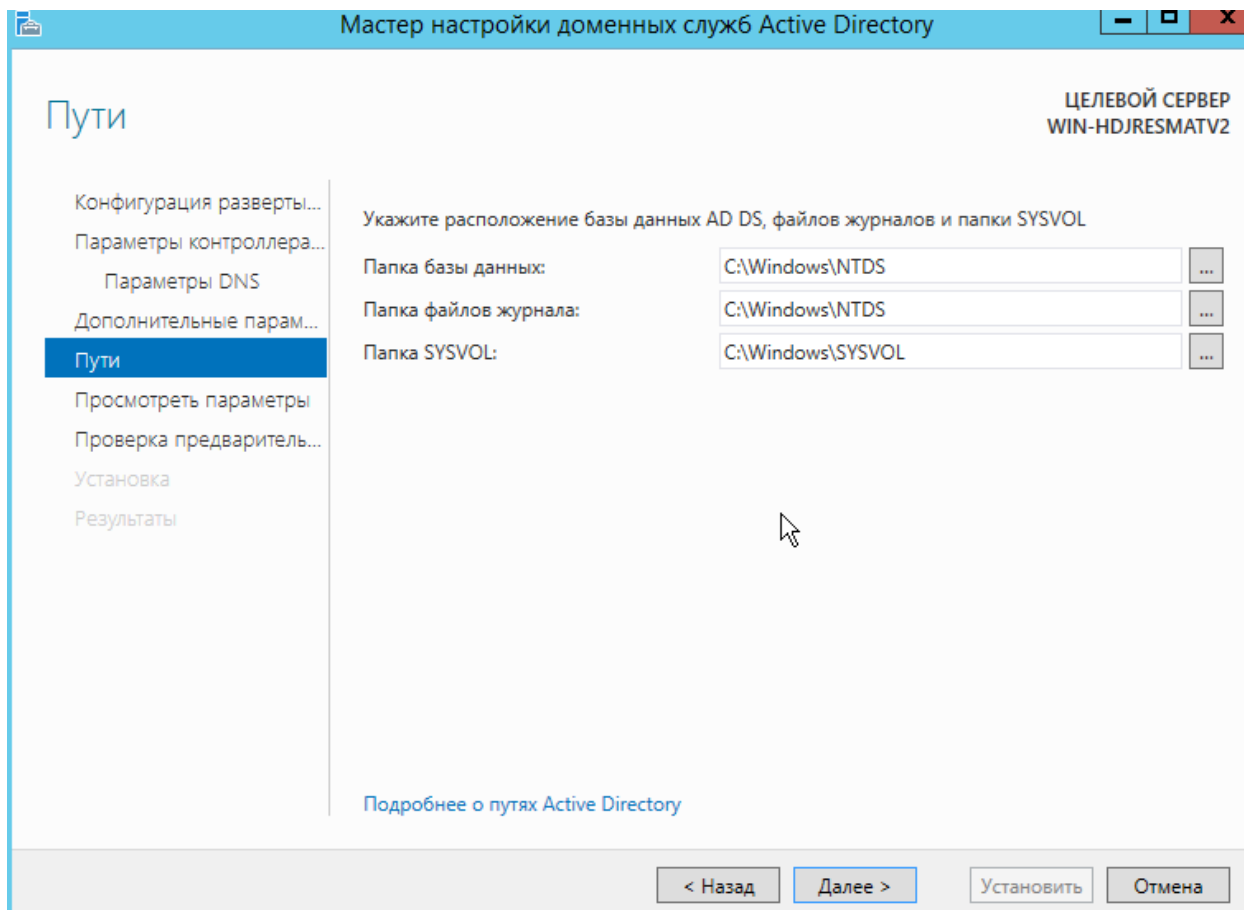 Мастер настройки доменных служб Active Directory
Пути
ЦЕЛЕВОЙ СЕРВЕР
WIN-HDJRESMATV2
Конфигурация разверты...
Параметры контроллера...
Параметры DNS
Дополнительные парам...
Пути
Просмотреть параметры
Проверка предваритель...
Установка
Результаты
Укажите расположение базы данных AD DS, файлов журналов и папки SYSVOL
Папка базы данных: C:\Windows\NTDS ...
Папка файлов журнала: C:\Windows\NTDS ...
Папка SYSVOL: C:\Windows\SYSVOL ...
Подробнее о путях Active Directory
< Назад Далее > Установить Отмена